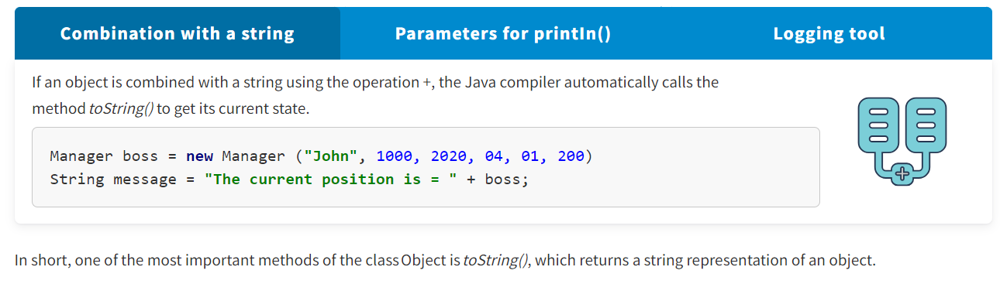 Combination with a string
Parameters for println()
Logging tool
If an object is combined with a string using the operation +, the Java compiler automatically calls the
method toString() to get its current state.
Manager boss = new Manager ("John", 1000, 2020, 04, 01, 200)
String message = "The current position is = " + boss;
In short, one of the most important methods of the class Object is toString(), which returns a string representation of an object.